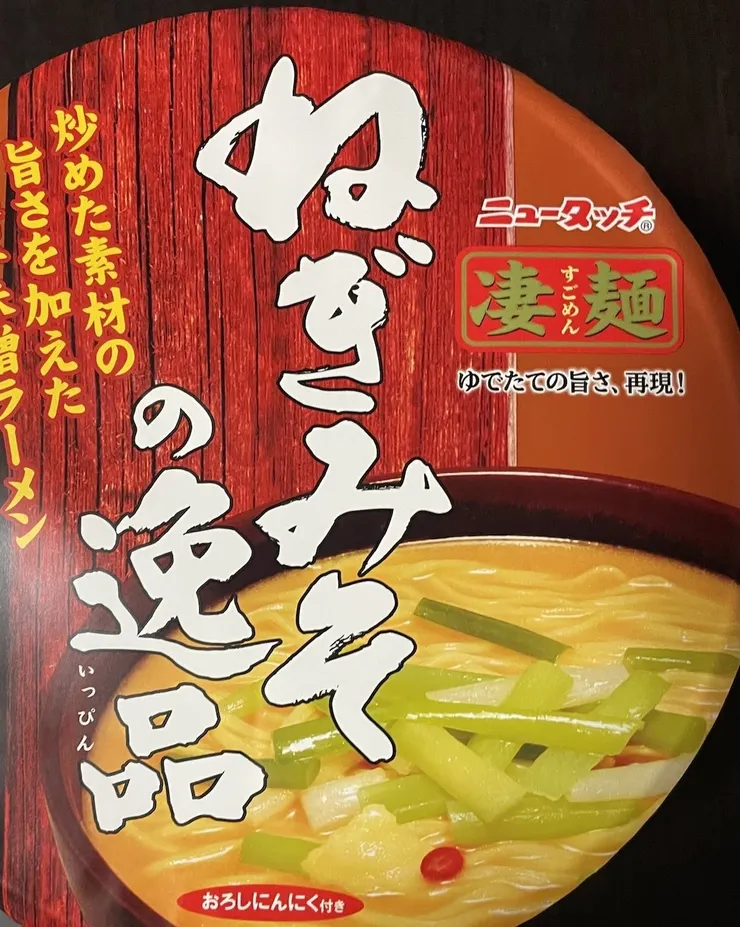 ねぎみそ
の逸品
いっぴん
炒めた素材の
旨さを加えた
味噌ラーメン
ニュータッチ®
凄麺
すごめん
ゆでたての旨さ、再現!
おろしにんにく付き